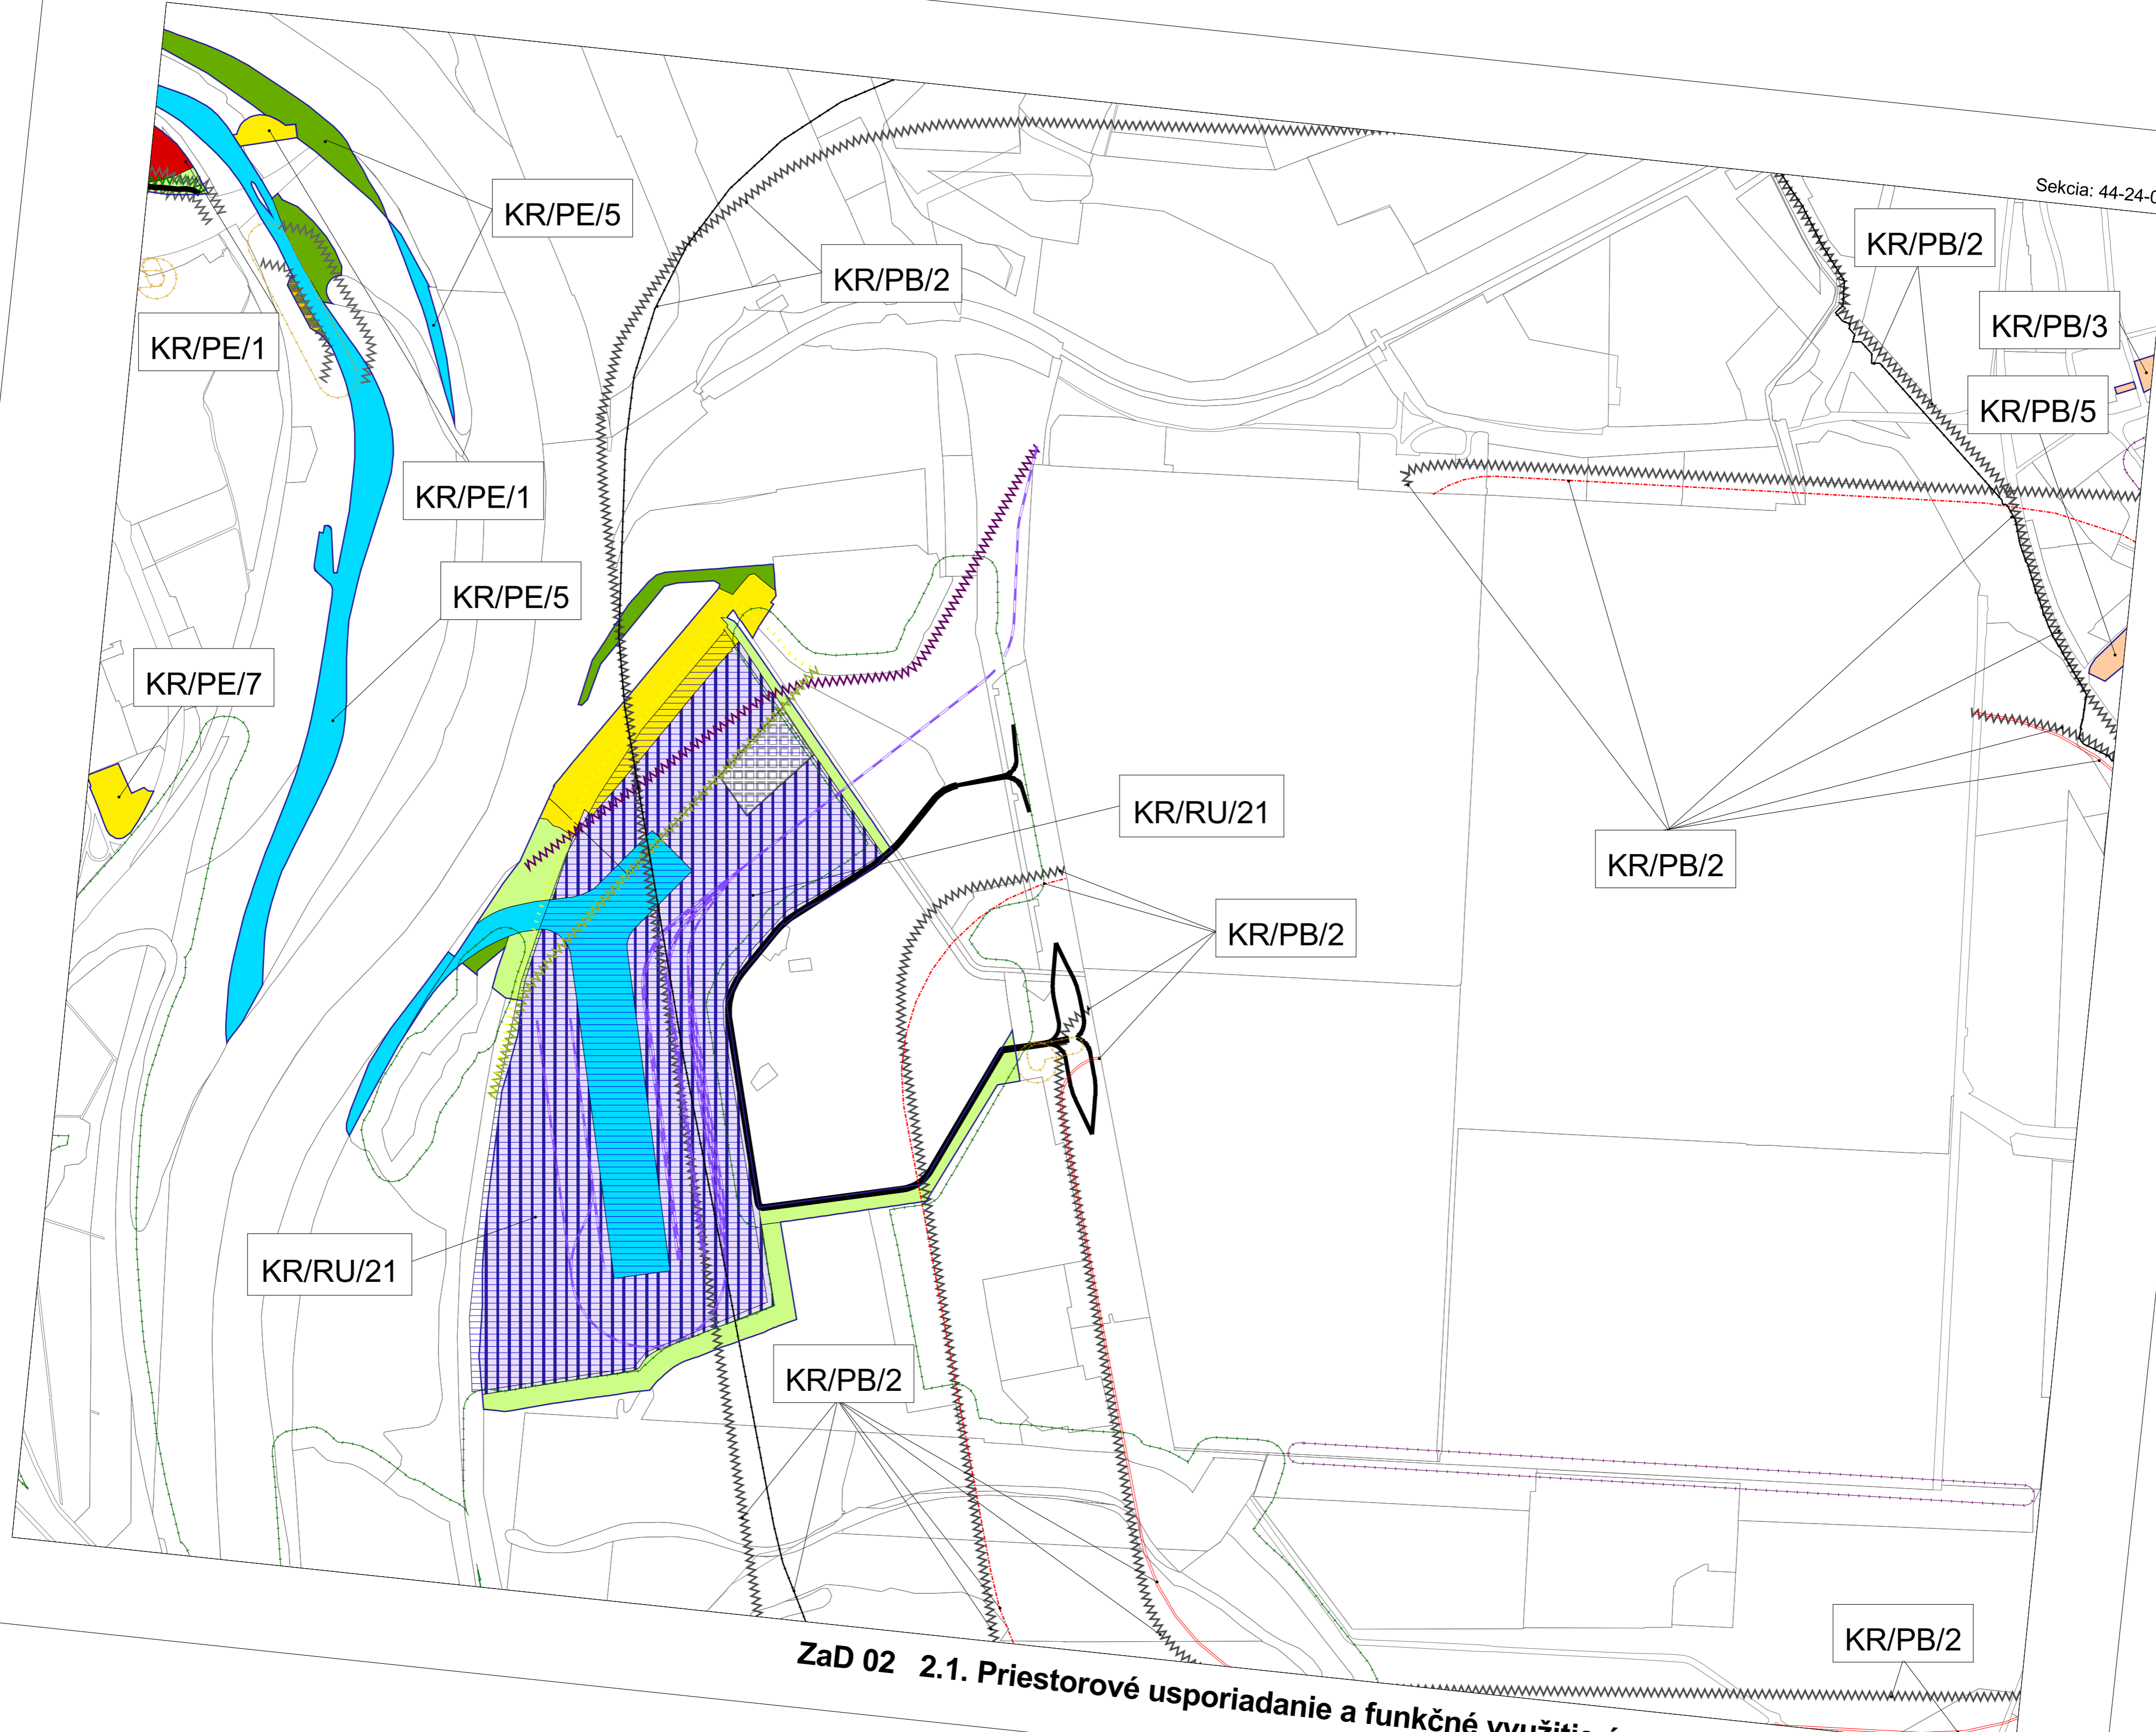 Sekcia: 44-24-0
KR/PE/5
KR/PB/2
KR/PB/2
KR/PB/3
KR/PE/1
KR/PB/5
KR/PE/1
KR/PE/5
KR/PE/7
KR/RU/21
KR/PB/2
KR/PB/2
KR/RU/21
KR/PB/2
KR/PB/2
ZaD 02 2.1. Priestorové usporiadanie a funkčné